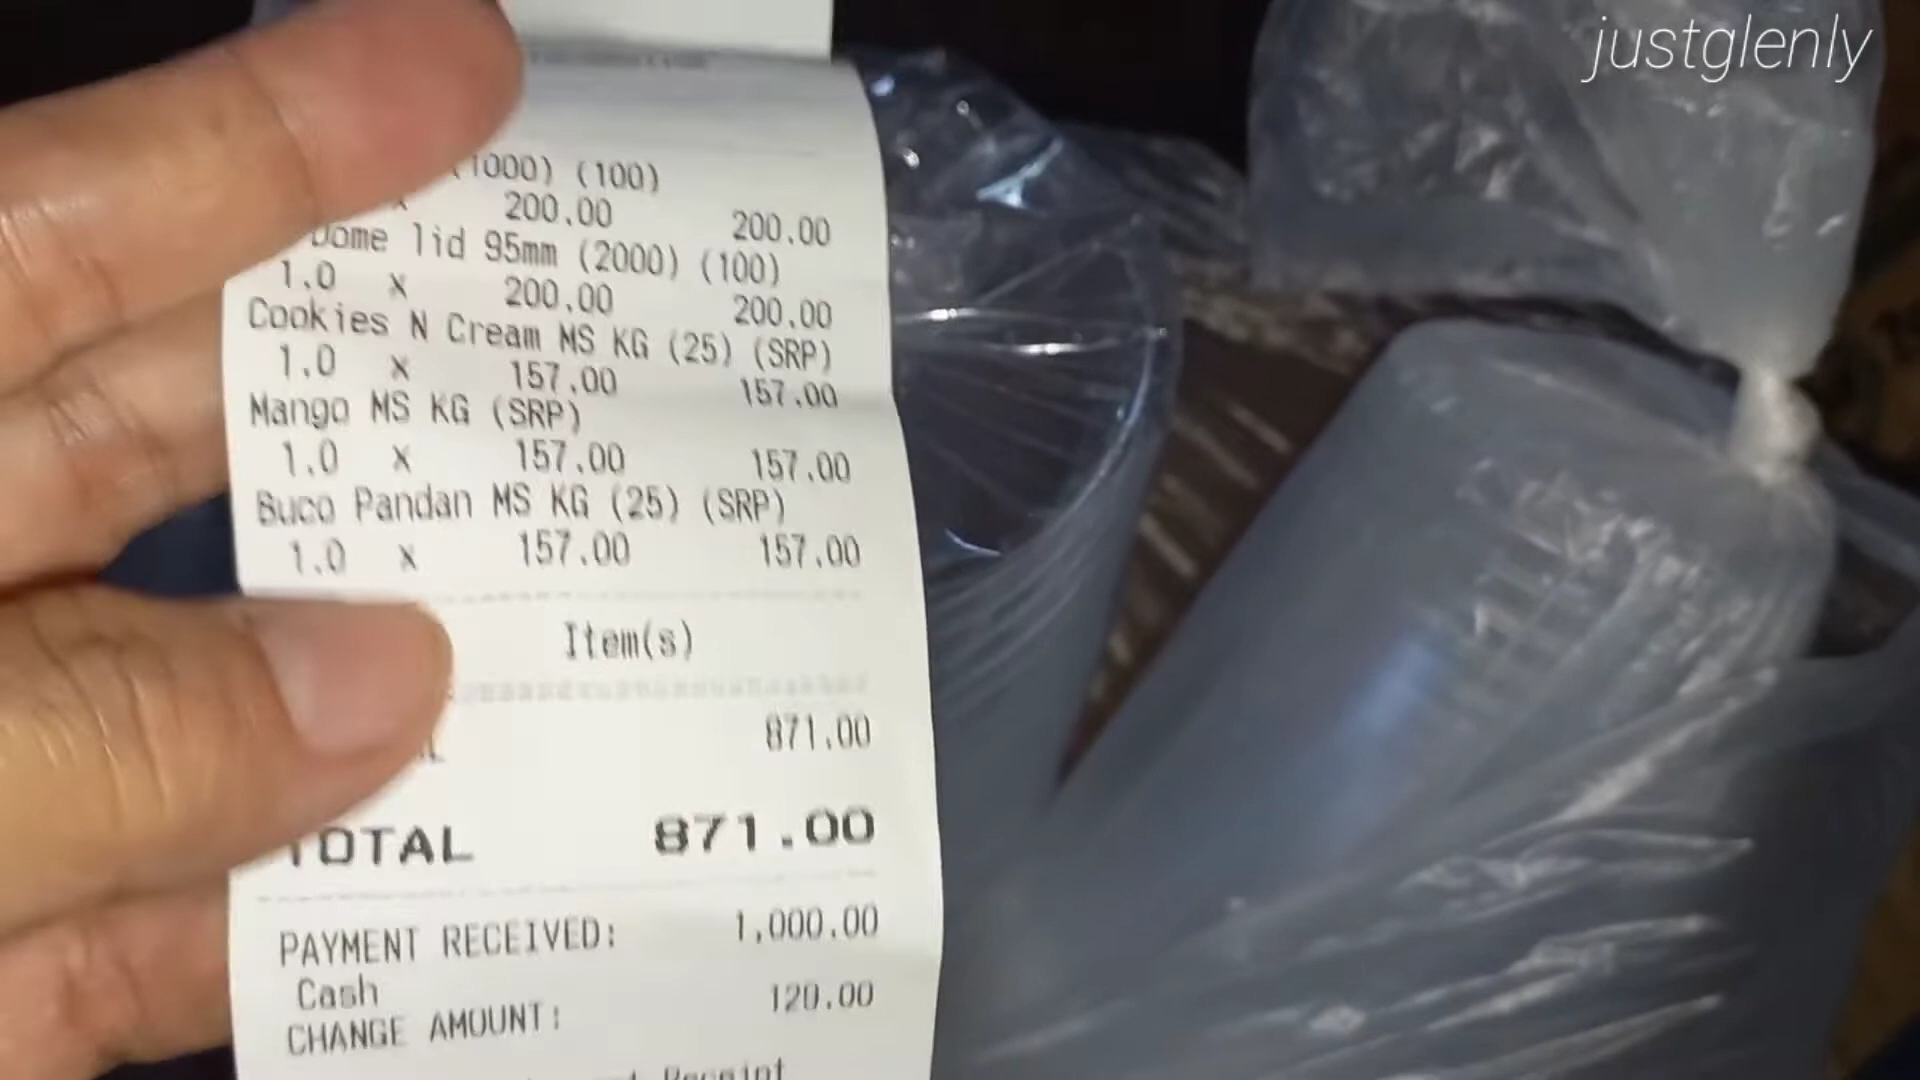 justglenly
(1000) (100)
x 200.00 200.00
Dome lid 95mm (2000) (100)
1.0 x 200.00 200.00
Cookies N Cream MS KG (25) (SRP)
1.0 x 157.00 157.00
Mango MS KG (SRP)
1.0 x 157.00 157.00
Buco Pandan MS KG (25) (SRP)
1.0 x 157.00 157.00
Item(s)
871.00
TOTAL 871.00
PAYMENT RECEIVED: 1,000.00
Cash
CHANGE AMOUNT: 120.00
Receipt